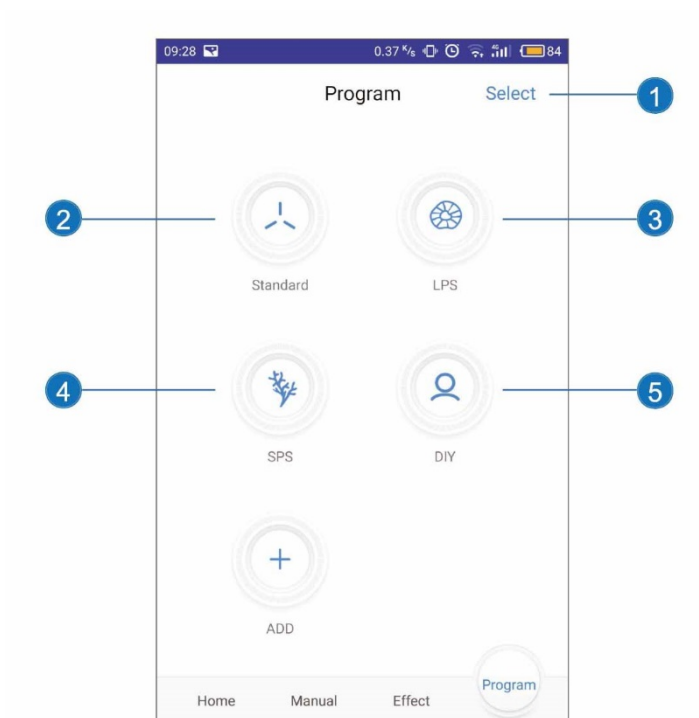 09:28 0.37 K/s 4G 84
Program Select 1
2 3
Standard LPS
4 5
SPS DIY
ADD
Home Manual Effect Program